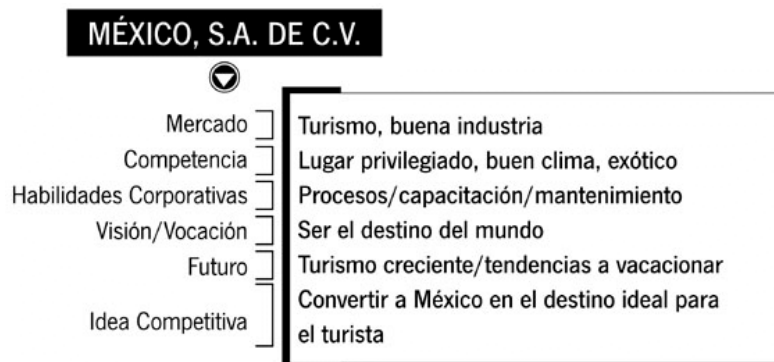 MÉXICO, S.A. DE C.V.
Mercado Turismo, buena industria
Competencia Lugar privilegiado, buen clima, exótico
Habilidades Corporativas Procesos/capacitación/mantenimiento
Visión/Vocación Ser el destino del mundo
Futuro Turismo creciente/tendencias a vacacionar
Idea Competitiva Convertir a México en el destino ideal para
el turista